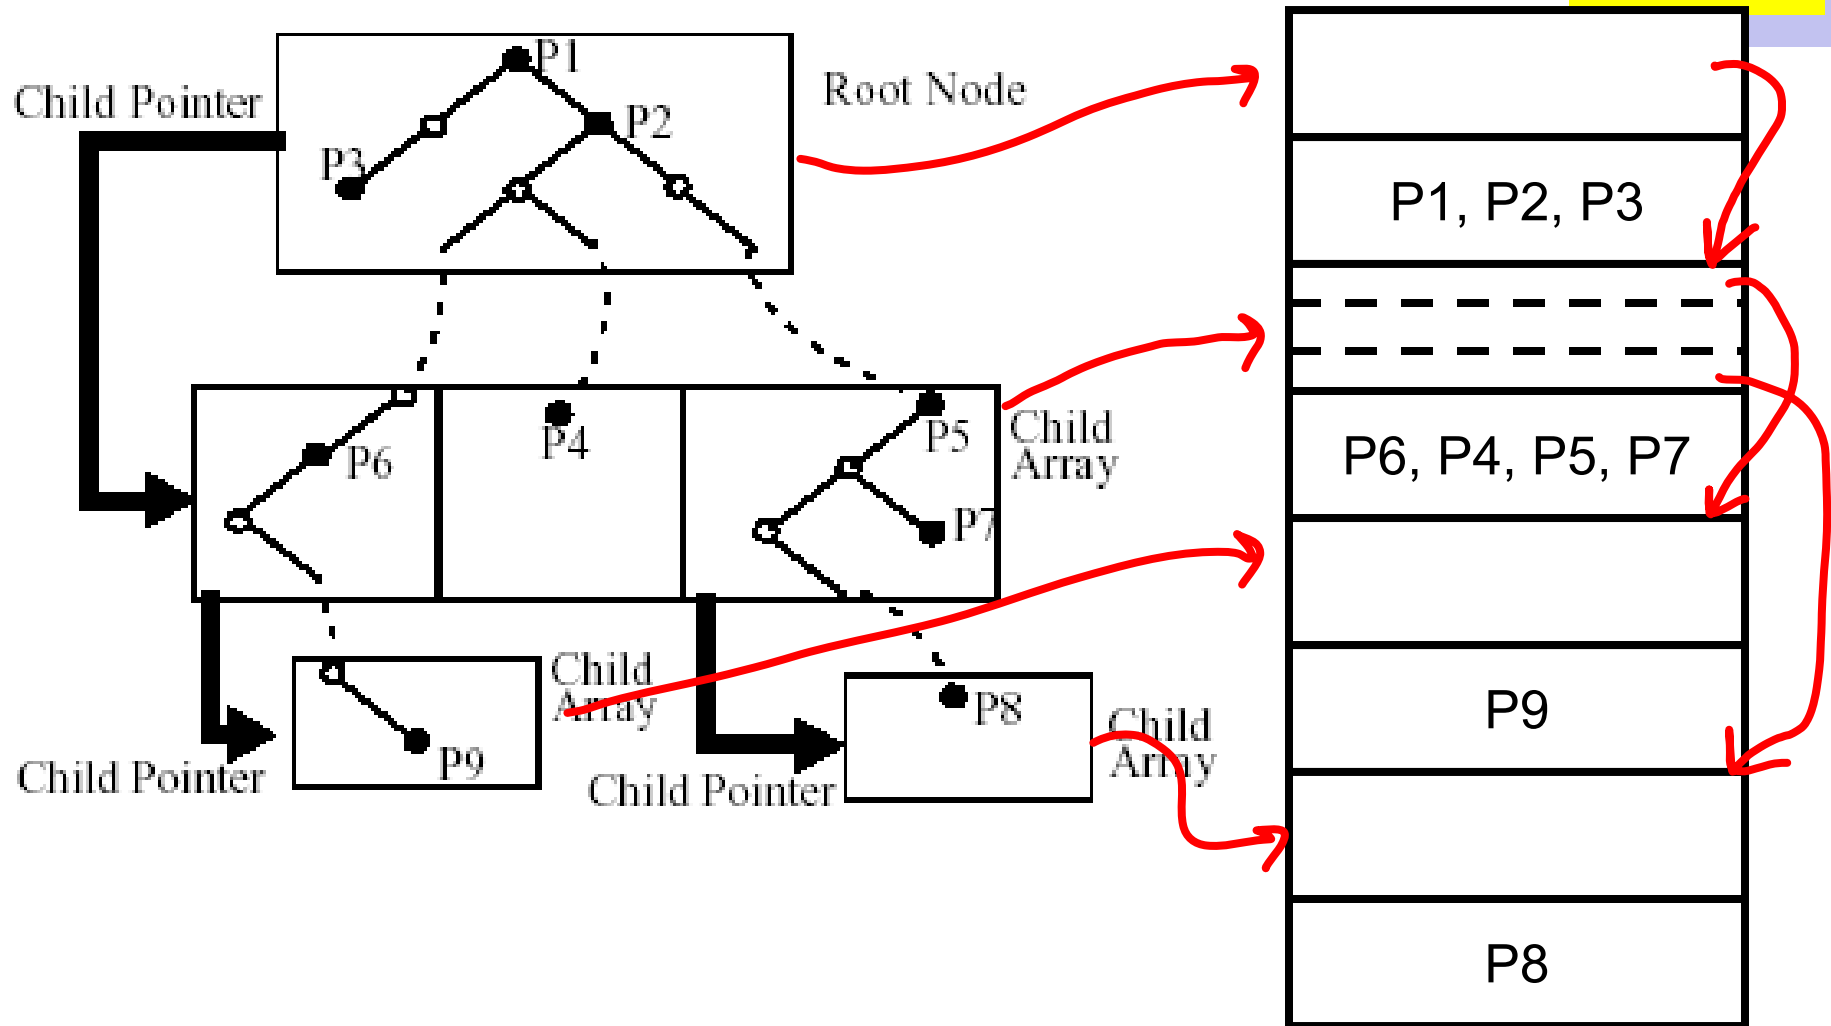 P1
Child Pointer
Root Node
P2
P3
P1, P2, P3
P6
P4
P5
Child
Array
P6, P4, P5, P7
P7
Child
Array
P9
Child Pointer
P8
Child
Array
Child Pointer
P9
P8